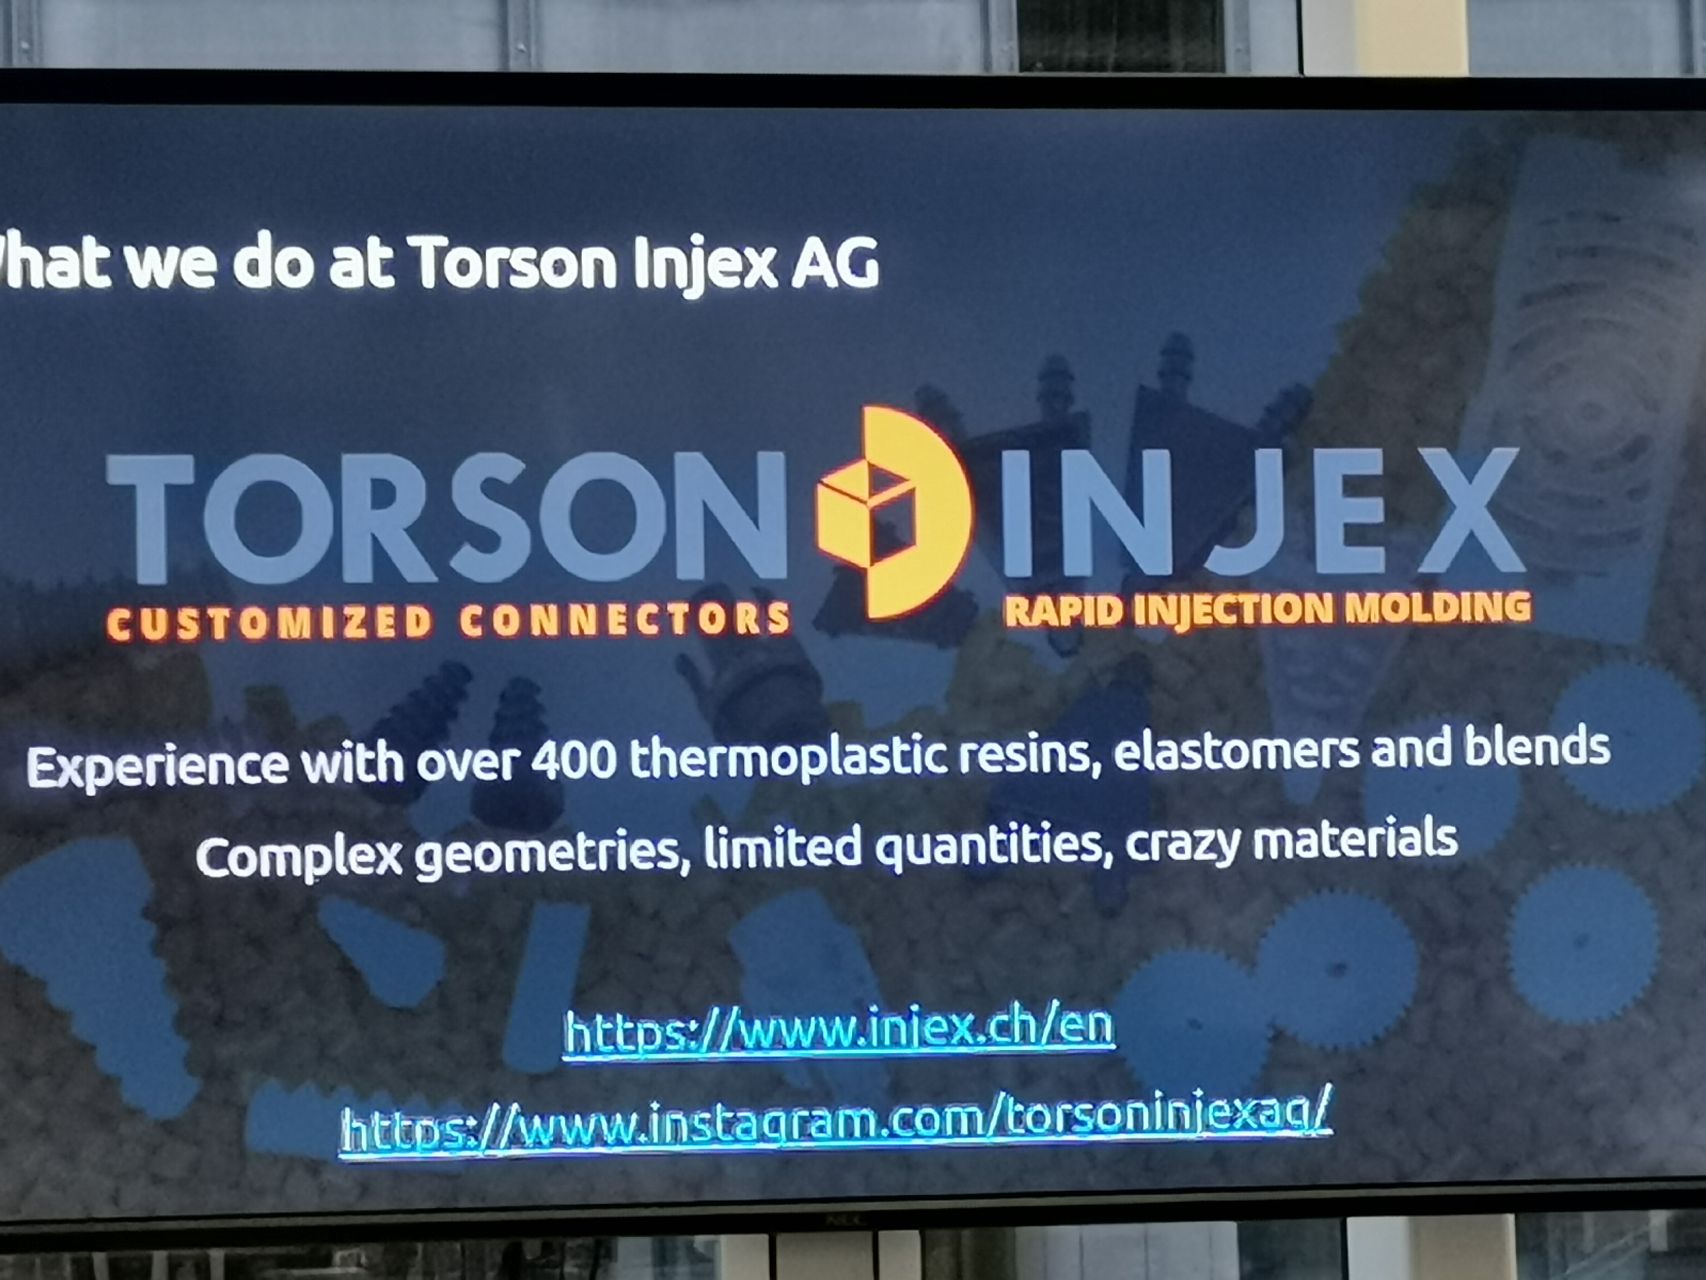 What we do at Torson Injex AG
TORSON INJEX
CUSTOMIZED CONNECTORS RAPID INJECTION MOLDING
Experience with over 400 thermoplastic resins, elastomers and blends
Complex geometries, limited quantities, crazy materials
https://www.injex.ch/en
https://www.instagram.com/torsoninjexag/
NEC